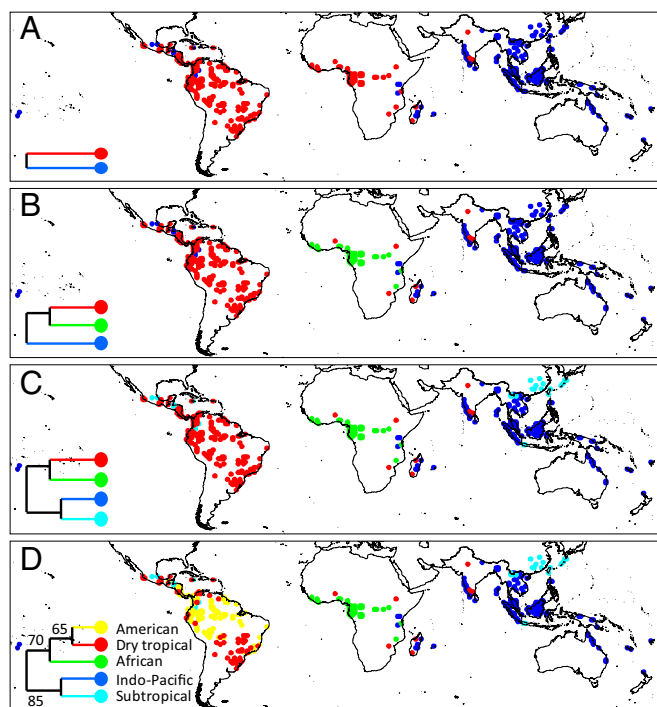 A
B
C
D
65
American
70
Dry tropical
African
Indo-Pacific
85
Subtropical